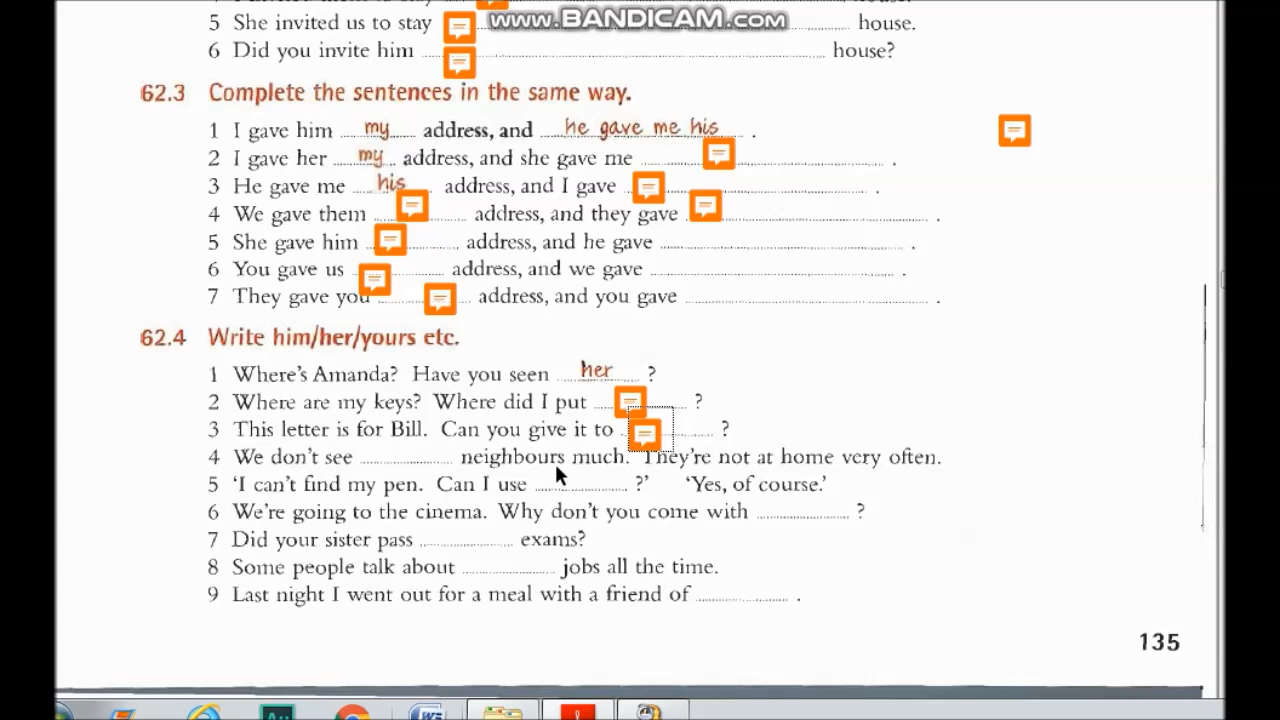 www.BANDICAM.com
5 She invited us to stay ........ house.
6 Did you invite him ........ house?
62.3 Complete the sentences in the same way.
1 I gave him my address, and he gave me his .
2 I gave her my address, and she gave me ........ .
3 He gave me his address, and I gave ........ .
4 We gave them ........ address, and they gave ........ .
5 She gave him ........ address, and he gave ........ .
6 You gave us ........ address, and we gave ........ .
7 They gave you ........ address, and you gave ........ .
62.4 Write him/her/yours etc.
1 Where's Amanda? Have you seen her ?
2 Where are my keys? Where did I put ........ ?
3 This letter is for Bill. Can you give it to ........ ?
4 We don't see ........ neighbours much. They're not at home very often.
5 'I can't find my pen. Can I use ........ ?' 'Yes, of course.'
6 We're going to the cinema. Why don't you come with ........ ?
7 Did your sister pass ........ exams?
8 Some people talk about ........ jobs all the time.
9 Last night I went out for a meal with a friend of ........ .
135
Au